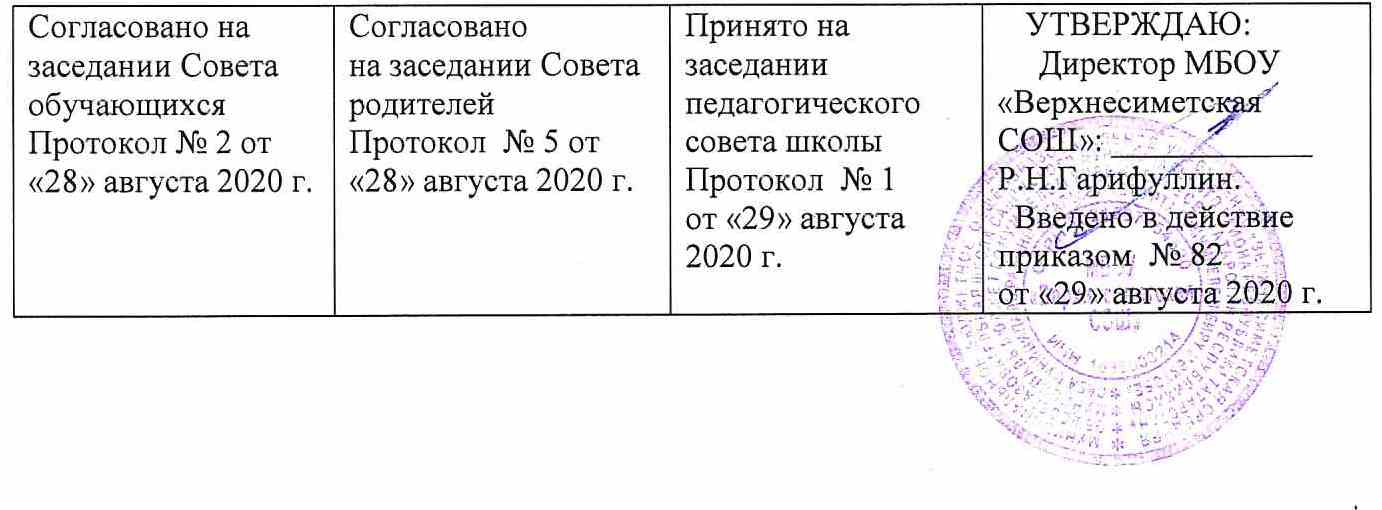 Согласовано на
заседании Совета
обучающихся
Протокол № 2 от
«28» августа 2020 г.
Согласовано
на заседании Совета
родителей
Протокол № 5 от
«28» августа 2020 г.
Принято на
заседании
педагогического
совета школы
Протокол № 1
от «29» августа
2020 г.
УТВЕРЖДАЮ:
Директор МБОУ
«Верхнесиметская
СОШ»: ____________
Р.Н.Гарифуллин.
Введено в действие
приказом № 82
от «29» августа 2020 г.